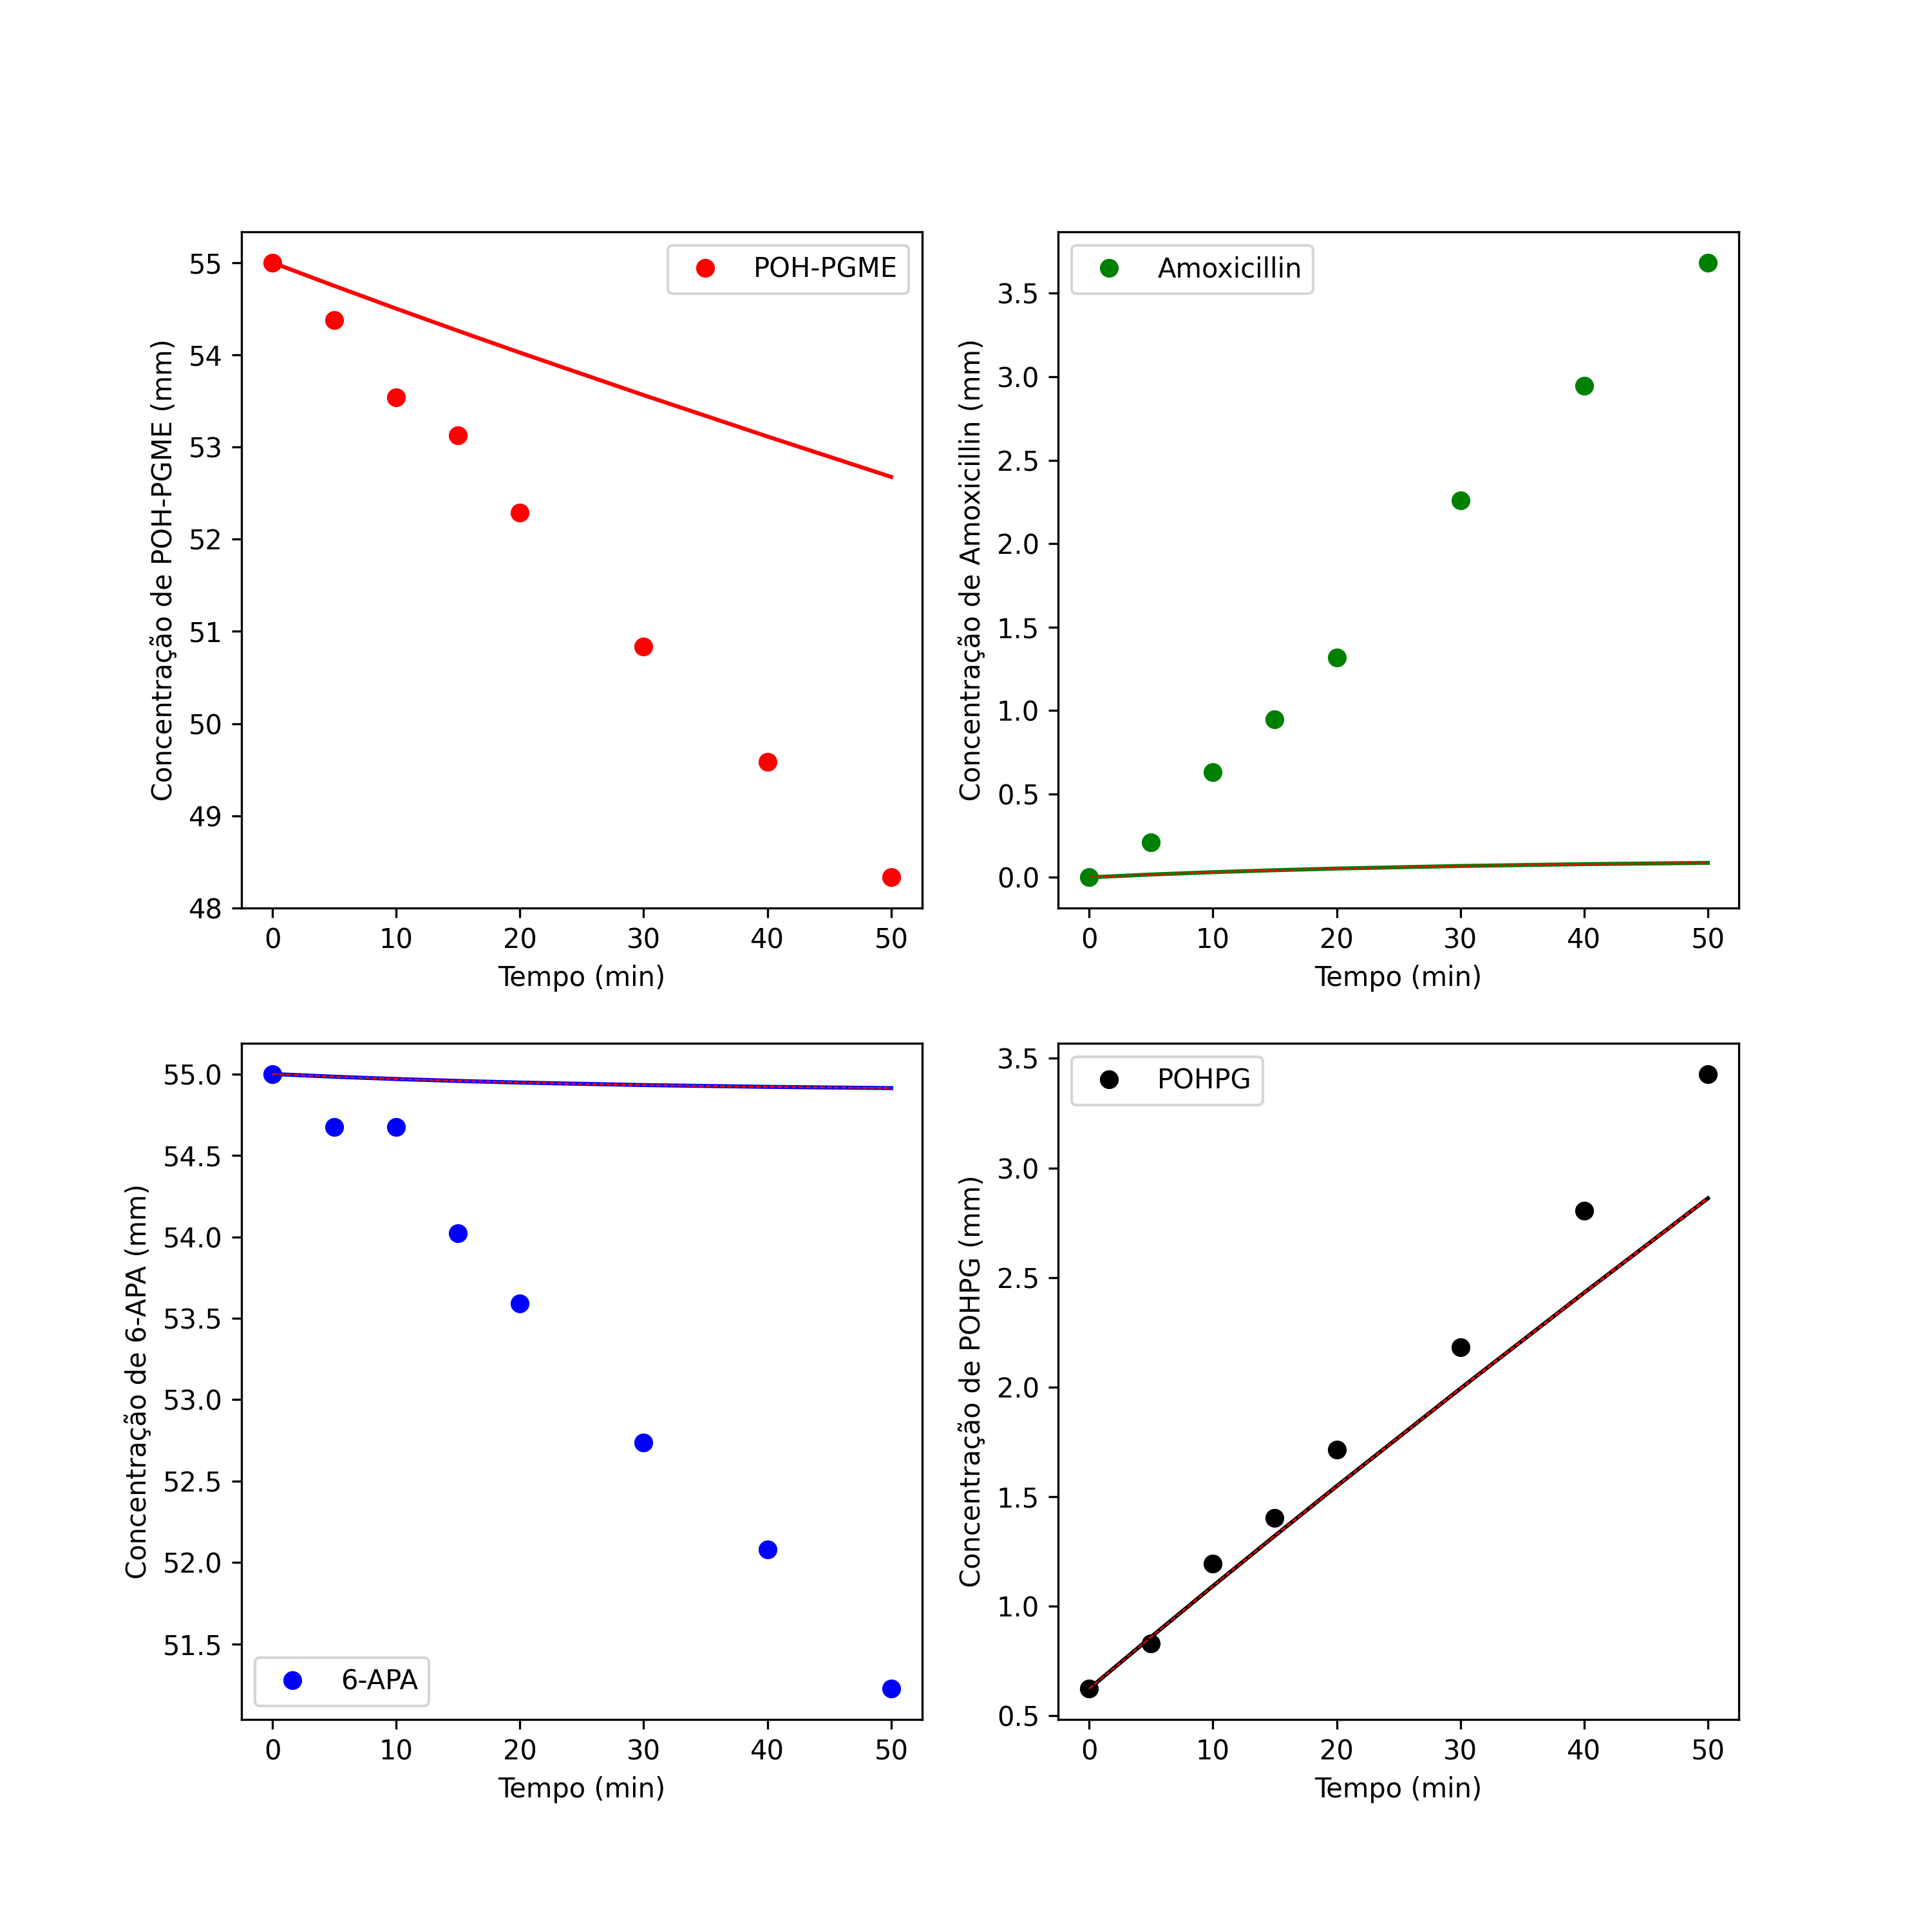 POH-PGME
55
54
53
52
51
50
49
48
Concentração de POH-PGME (mm)
0 10 20 30 40 50
Tempo (min)
Amoxicillin
3.5
3.0
2.5
2.0
1.5
1.0
0.5
0.0
Concentração de Amoxicillin (mm)
0 10 20 30 40 50
Tempo (min)
55.0
54.5
54.0
53.5
53.0
52.5
52.0
51.5
Concentração de 6-APA (mm)
6-APA
0 10 20 30 40 50
Tempo (min)
POHPG
3.5
3.0
2.5
2.0
1.5
1.0
0.5
Concentração de POHPG (mm)
0 10 20 30 40 50
Tempo (min)